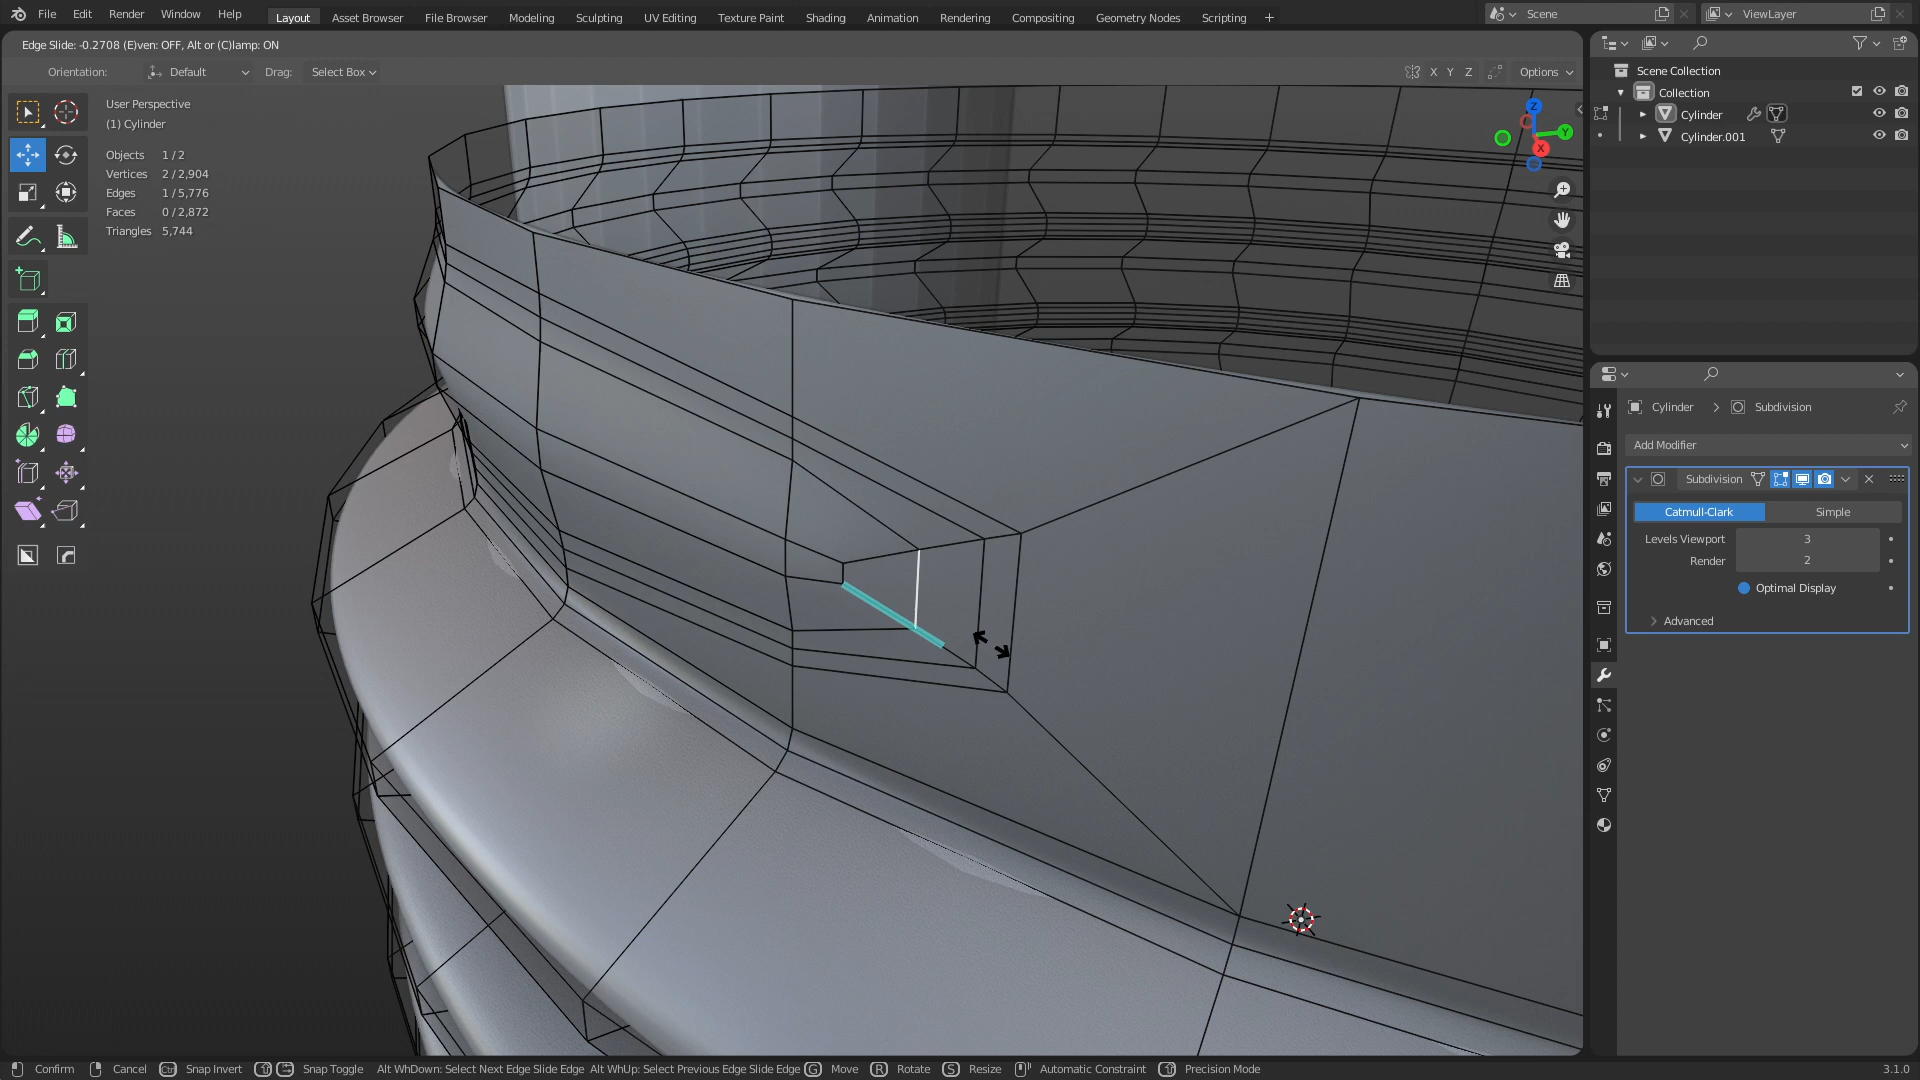 File Edit Render Window Help Layout Asset Browser File Browser Modeling Sculpting UV Editing Texture Paint Shading Animation Rendering Compositing Geometry Nodes Scripting + Scene ViewLayer
Edge Slide: -0.2708 (E)ven: OFF, Alt or (C)lamp: ON
Orientation: Default Drag: Select Box X Y Z Options
User Perspective
(1) Cylinder
Objects 1 / 2
Vertices 2 / 2,904
Edges 1 / 5,776
Faces 0 / 2,872
Triangles 5,744
Z
Y
X
Scene Collection
Collection
Cylinder
Cylinder.001
Cylinder > Subdivision
Add Modifier
Subdivision
Catmull-Clark Simple
Levels Viewport 3
Render 2
Optimal Display
Advanced
Confirm Cancel Ctrl Snap Invert Snap Toggle Alt WhDown: Select Next Edge Slide Edge Alt WhUp: Select Previous Edge Slide Edge G Move R Rotate S Resize Automatic Constraint Precision Mode 3.1.0